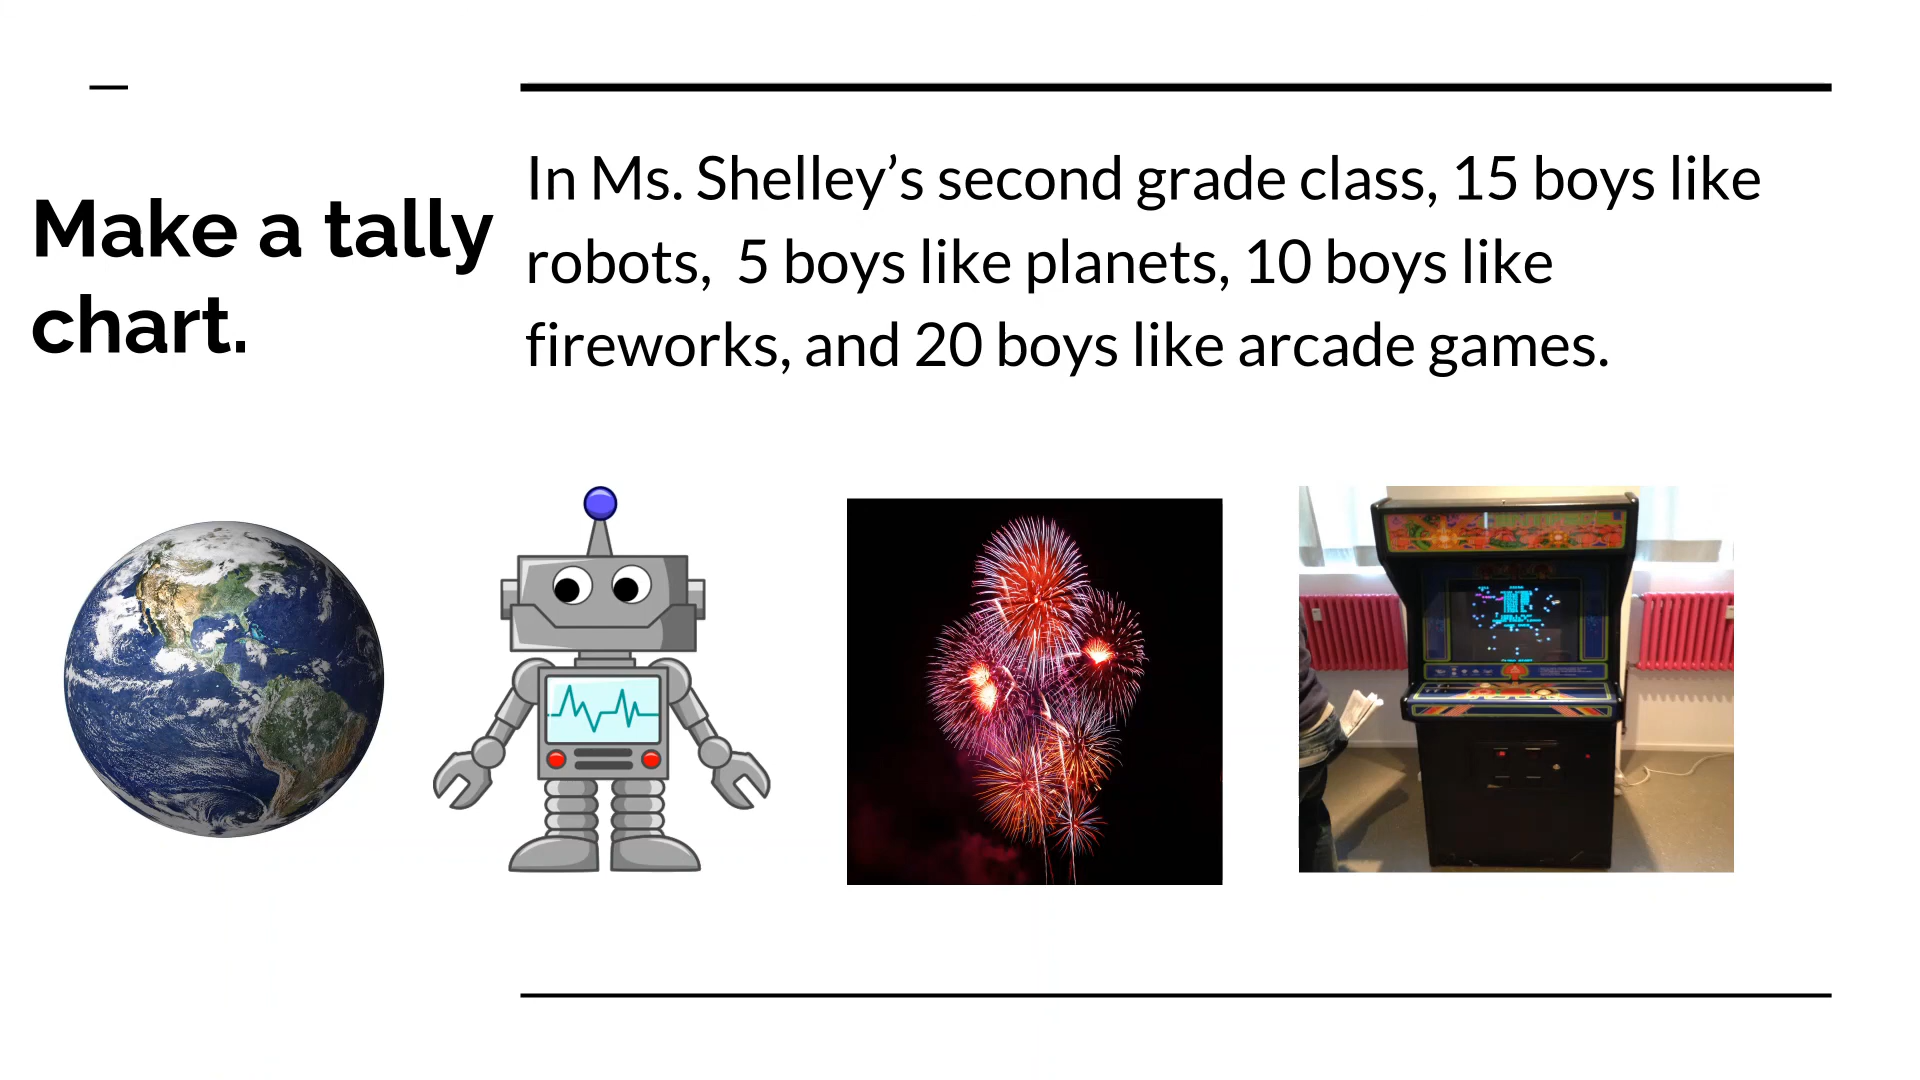 Make a tally
chart.
In Ms. Shelley’s second grade class, 15 boys like
robots,  5 boys like planets, 10 boys like
fireworks, and 20 boys like arcade games.